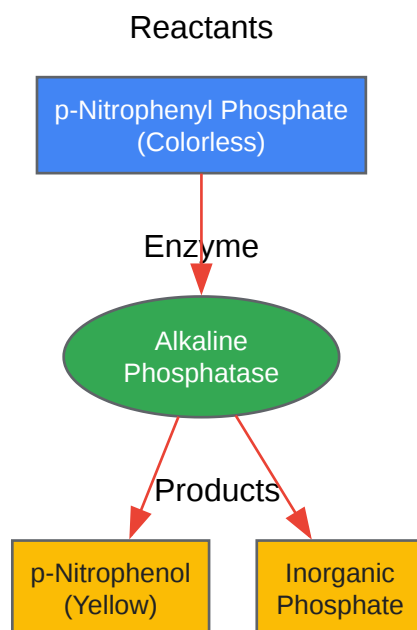 Reactants
p-Nitrophenyl Phosphate
(Colorless)
Enzyme
Alkaline
Phosphatase
Products
p-Nitrophenol
(Yellow)
Inorganic
Phosphate